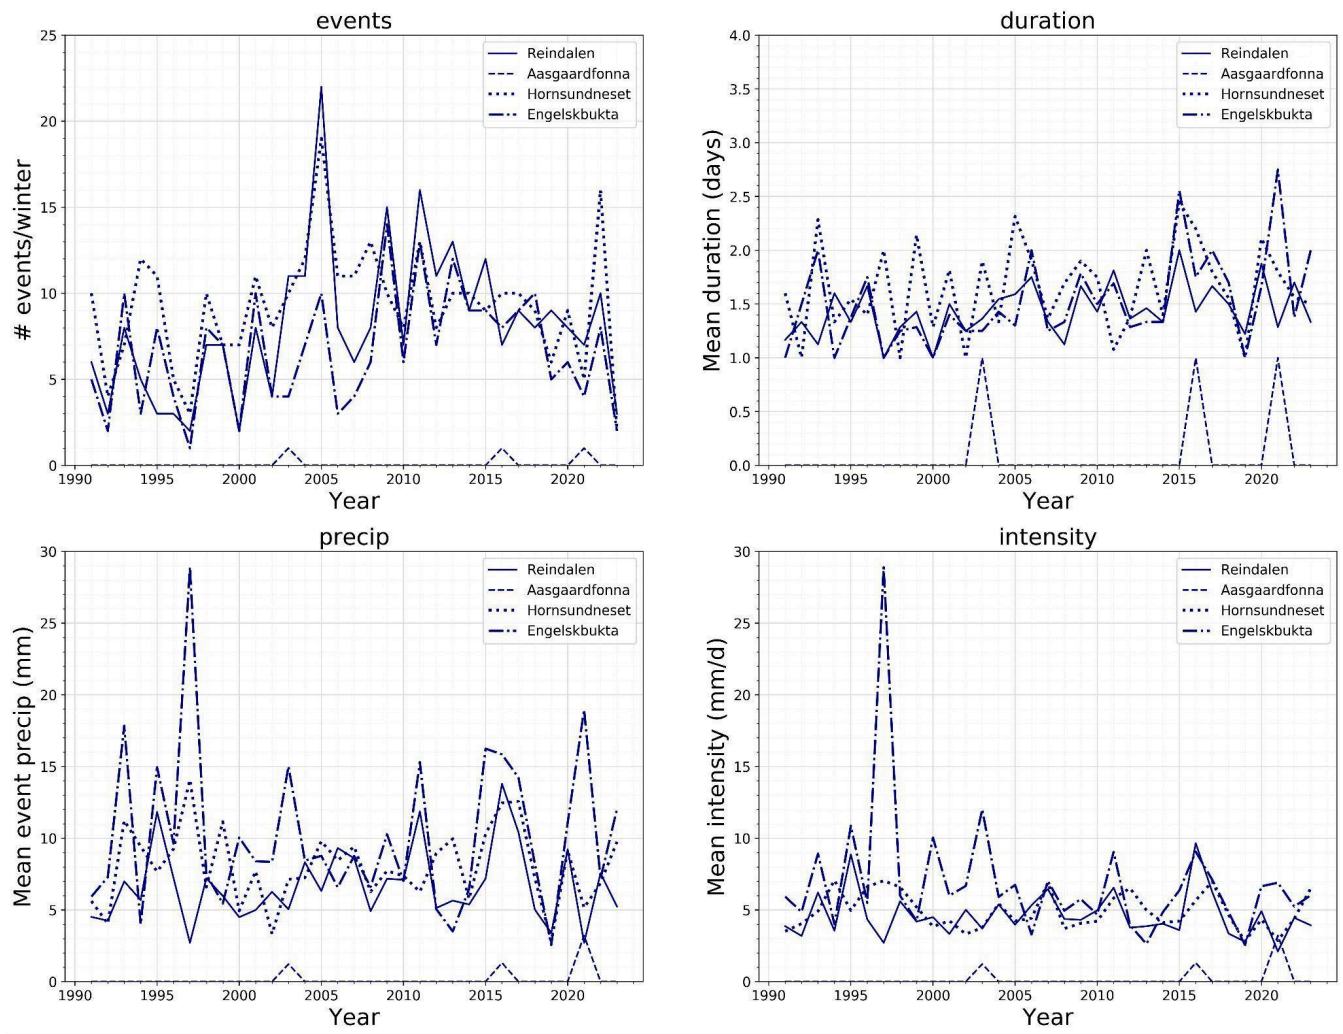 events
25
20
15
10
5
0
# events/winter
1990 1995 2000 2005 2010 2015 2020
Year
Reindalen
Aasgaardfonna
Hornsundneset
Engelskbukta
duration
4.0
3.5
3.0
2.5
2.0
1.5
1.0
0.5
0.0
Mean duration (days)
1990 1995 2000 2005 2010 2015 2020
Year
Reindalen
Aasgaardfonna
Hornsundneset
Engelskbukta
precip
30
25
20
15
10
5
0
Mean event precip (mm)
1990 1995 2000 2005 2010 2015 2020
Year
Reindalen
Aasgaardfonna
Hornsundneset
Engelskbukta
intensity
30
25
20
15
10
5
0
Mean intensity (mm/d)
1990 1995 2000 2005 2010 2015 2020
Year
Reindalen
Aasgaardfonna
Hornsundneset
Engelskbukta